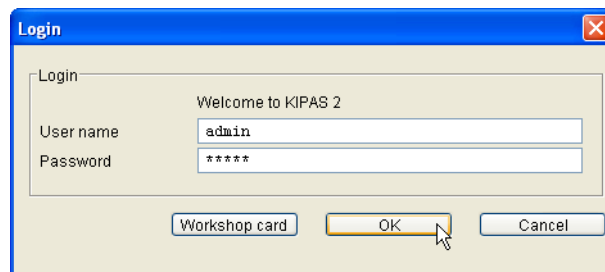 Login
Login
Welcome to KIPAS 2
User name admin
Password *****
Workshop card OK Cancel